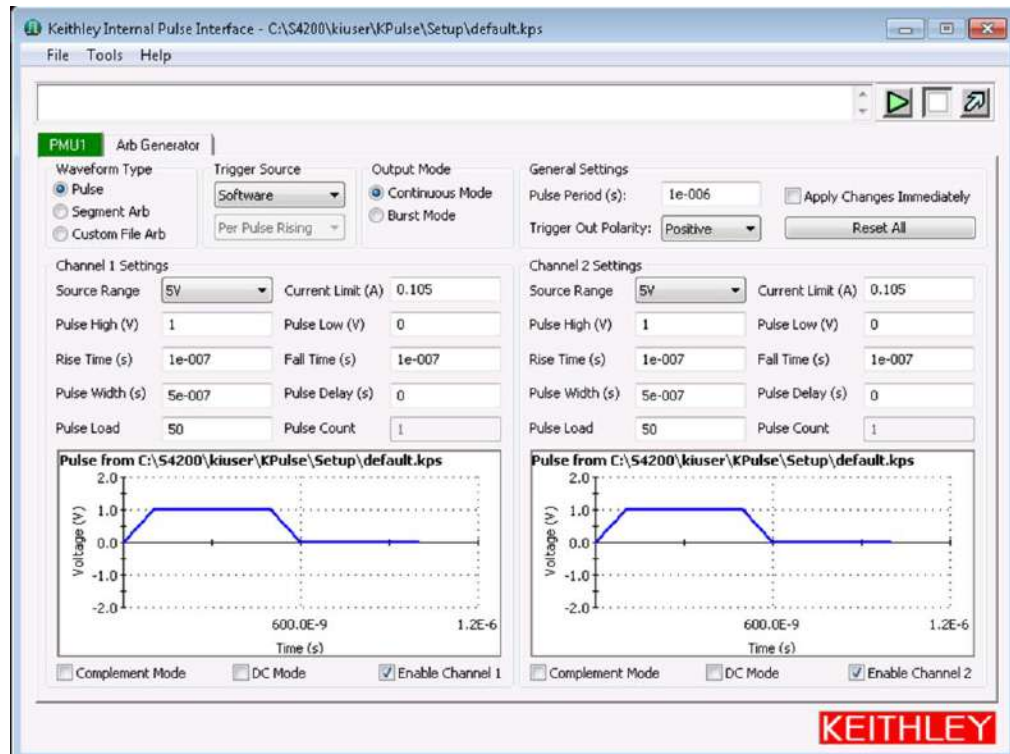 Keithley Internal Pulse Interface - C:\S4200\kiuser\KPulse\Setup\default.kps
File Tools Help
PMU1 Arb Generator
Waveform Type
Pulse
Segment Arb
Custom File Arb
Trigger Source
Software
Per Pulse Rising
Output Mode
Continuous Mode
Burst Mode
General Settings
Pulse Period (s): 1e-006 Apply Changes Immediately
Trigger Out Polarity: Positive Reset All
Channel 1 Settings
Source Range 5V Current Limit (A) 0.105
Pulse High (V) 1 Pulse Low (V) 0
Rise Time (s) 1e-007 Fall Time (s) 1e-007
Pulse Width (s) 5e-007 Pulse Delay (s) 0
Pulse Load 50 Pulse Count 1
Pulse from C:\S4200\kiuser\KPulse\Setup\default.kps
2.0
1.0
0.0
-1.0
-2.0
Voltage (V)
600.0E-9 1.2E-6
Time (s)
Complement Mode DC Mode Enable Channel 1
Channel 2 Settings
Source Range 5V Current Limit (A) 0.105
Pulse High (V) 1 Pulse Low (V) 0
Rise Time (s) 1e-007 Fall Time (s) 1e-007
Pulse Width (s) 5e-007 Pulse Delay (s) 0
Pulse Load 50 Pulse Count 1
Pulse from C:\S4200\kiuser\KPulse\Setup\default.kps
2.0
1.0
0.0
-1.0
-2.0
Voltage (V)
600.0E-9 1.2E-6
Time (s)
Complement Mode DC Mode Enable Channel 2
KEITHLEY